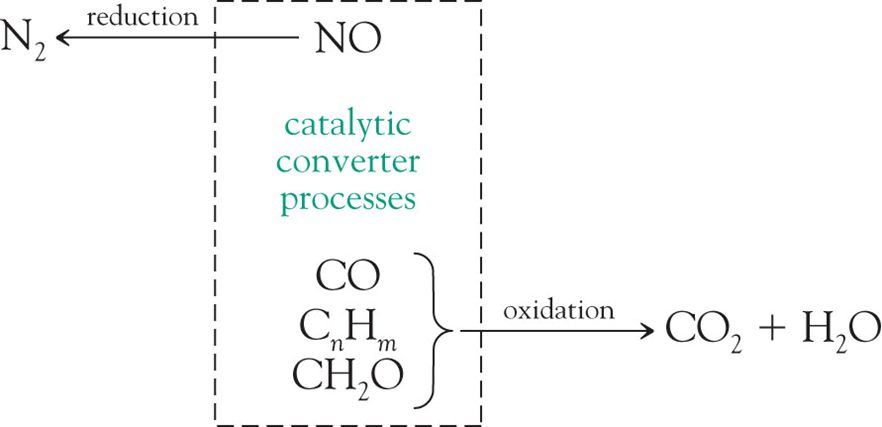 N₂ reduction NO
catalytic
converter
processes
CO
CₙHₘ oxidation CO₂ + H₂O
CH₂O